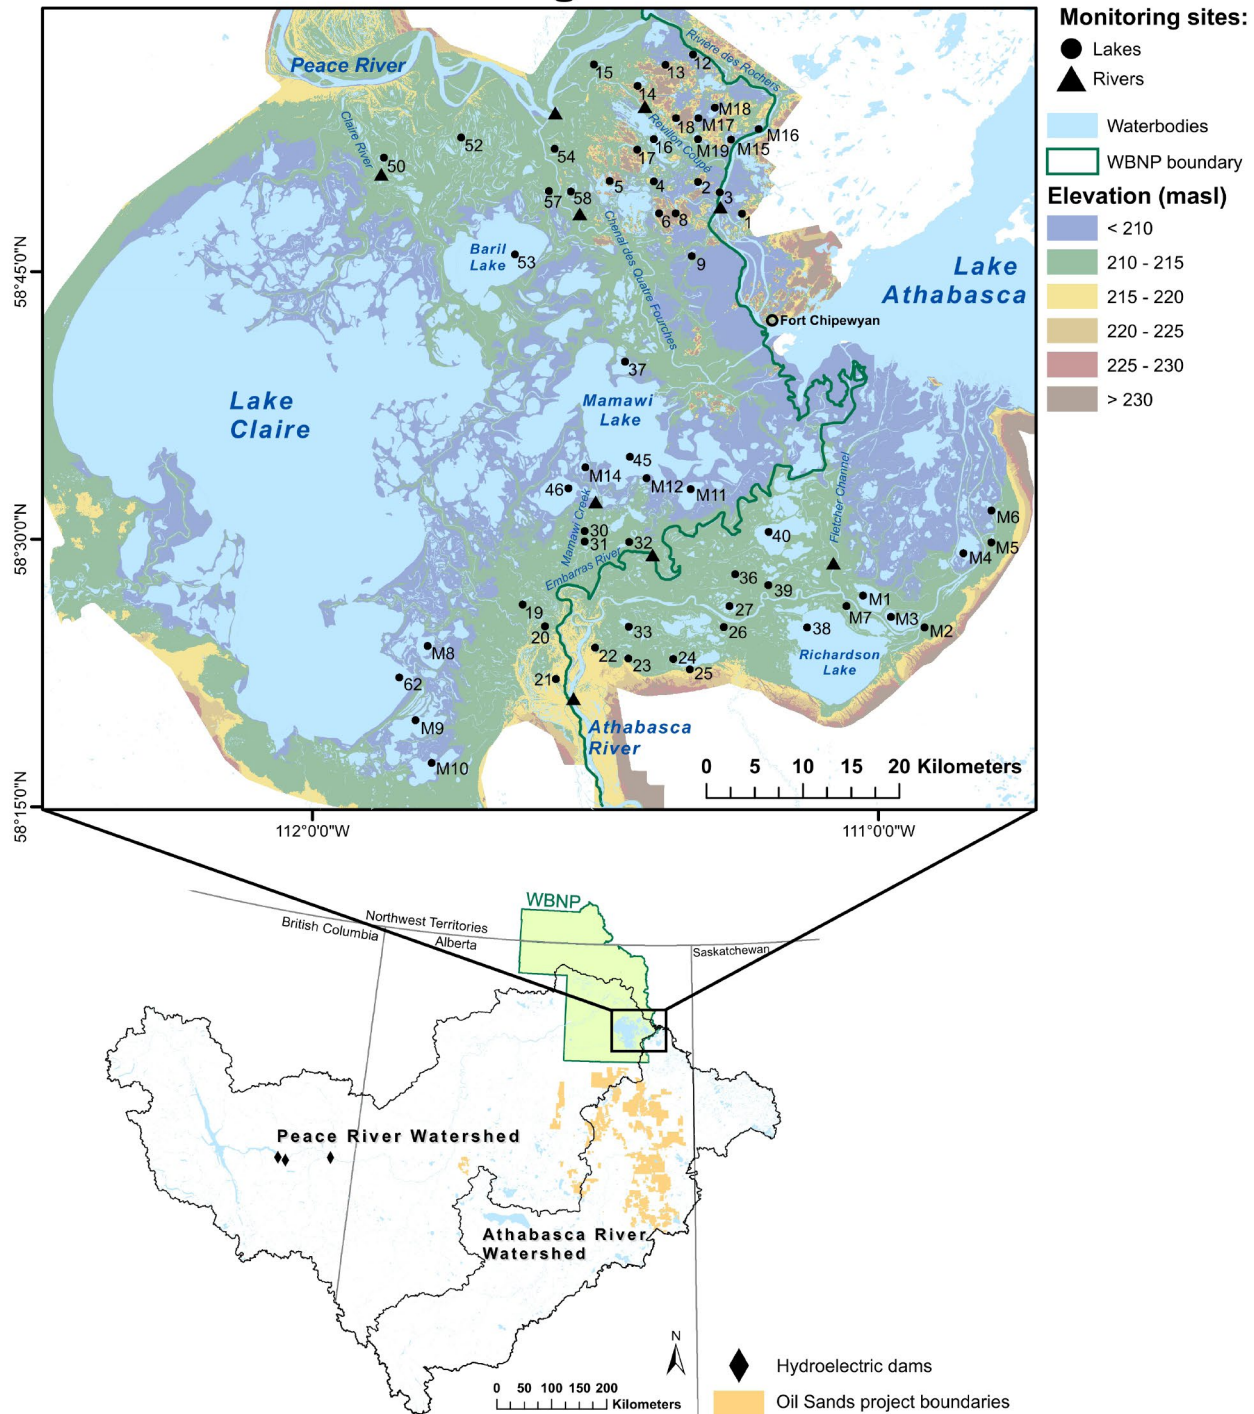 Monitoring sites:
Lakes
Rivers
Waterbodies
WBNP boundary
Elevation (masl)
< 210
210 - 215
215 - 220
220 - 225
225 - 230
> 230
Peace River
Rivière des Rochers
12
13
15
14
M18
M17
18
M16
M15
M19
Revillon Coupé
16
17
Claire River
52
50
54
5
4
2
3
57
58
6
8
1
Chenal des Quatre Fourches
9
Baril
Lake
53
Lake
Athabasca
Fort Chipewyan
37
Lake
Claire
Mamawi
Lake
45
M14
M12
46
M11
Mamawi Creek
Fletcher Channel
M6
30
31
32
40
M5
M4
Embarras River
36
39
M1
19
27
M7
M3
20
33
26
38
M2
M8
22
23
24
25
Richardson
Lake
62
21
M9
Athabasca
River
M10
0 5 10 15 20 Kilometers
58°45'0"N
58°30'0"N
58°15'0"N
112°0'0"W
111°0'0"W
WBNP
Northwest Territories
British Columbia
Alberta
Saskatchewan
Peace River Watershed
Athabasca River
Watershed
N
0 50 100 150 200
Kilometers
Hydroelectric dams
Oil Sands project boundaries